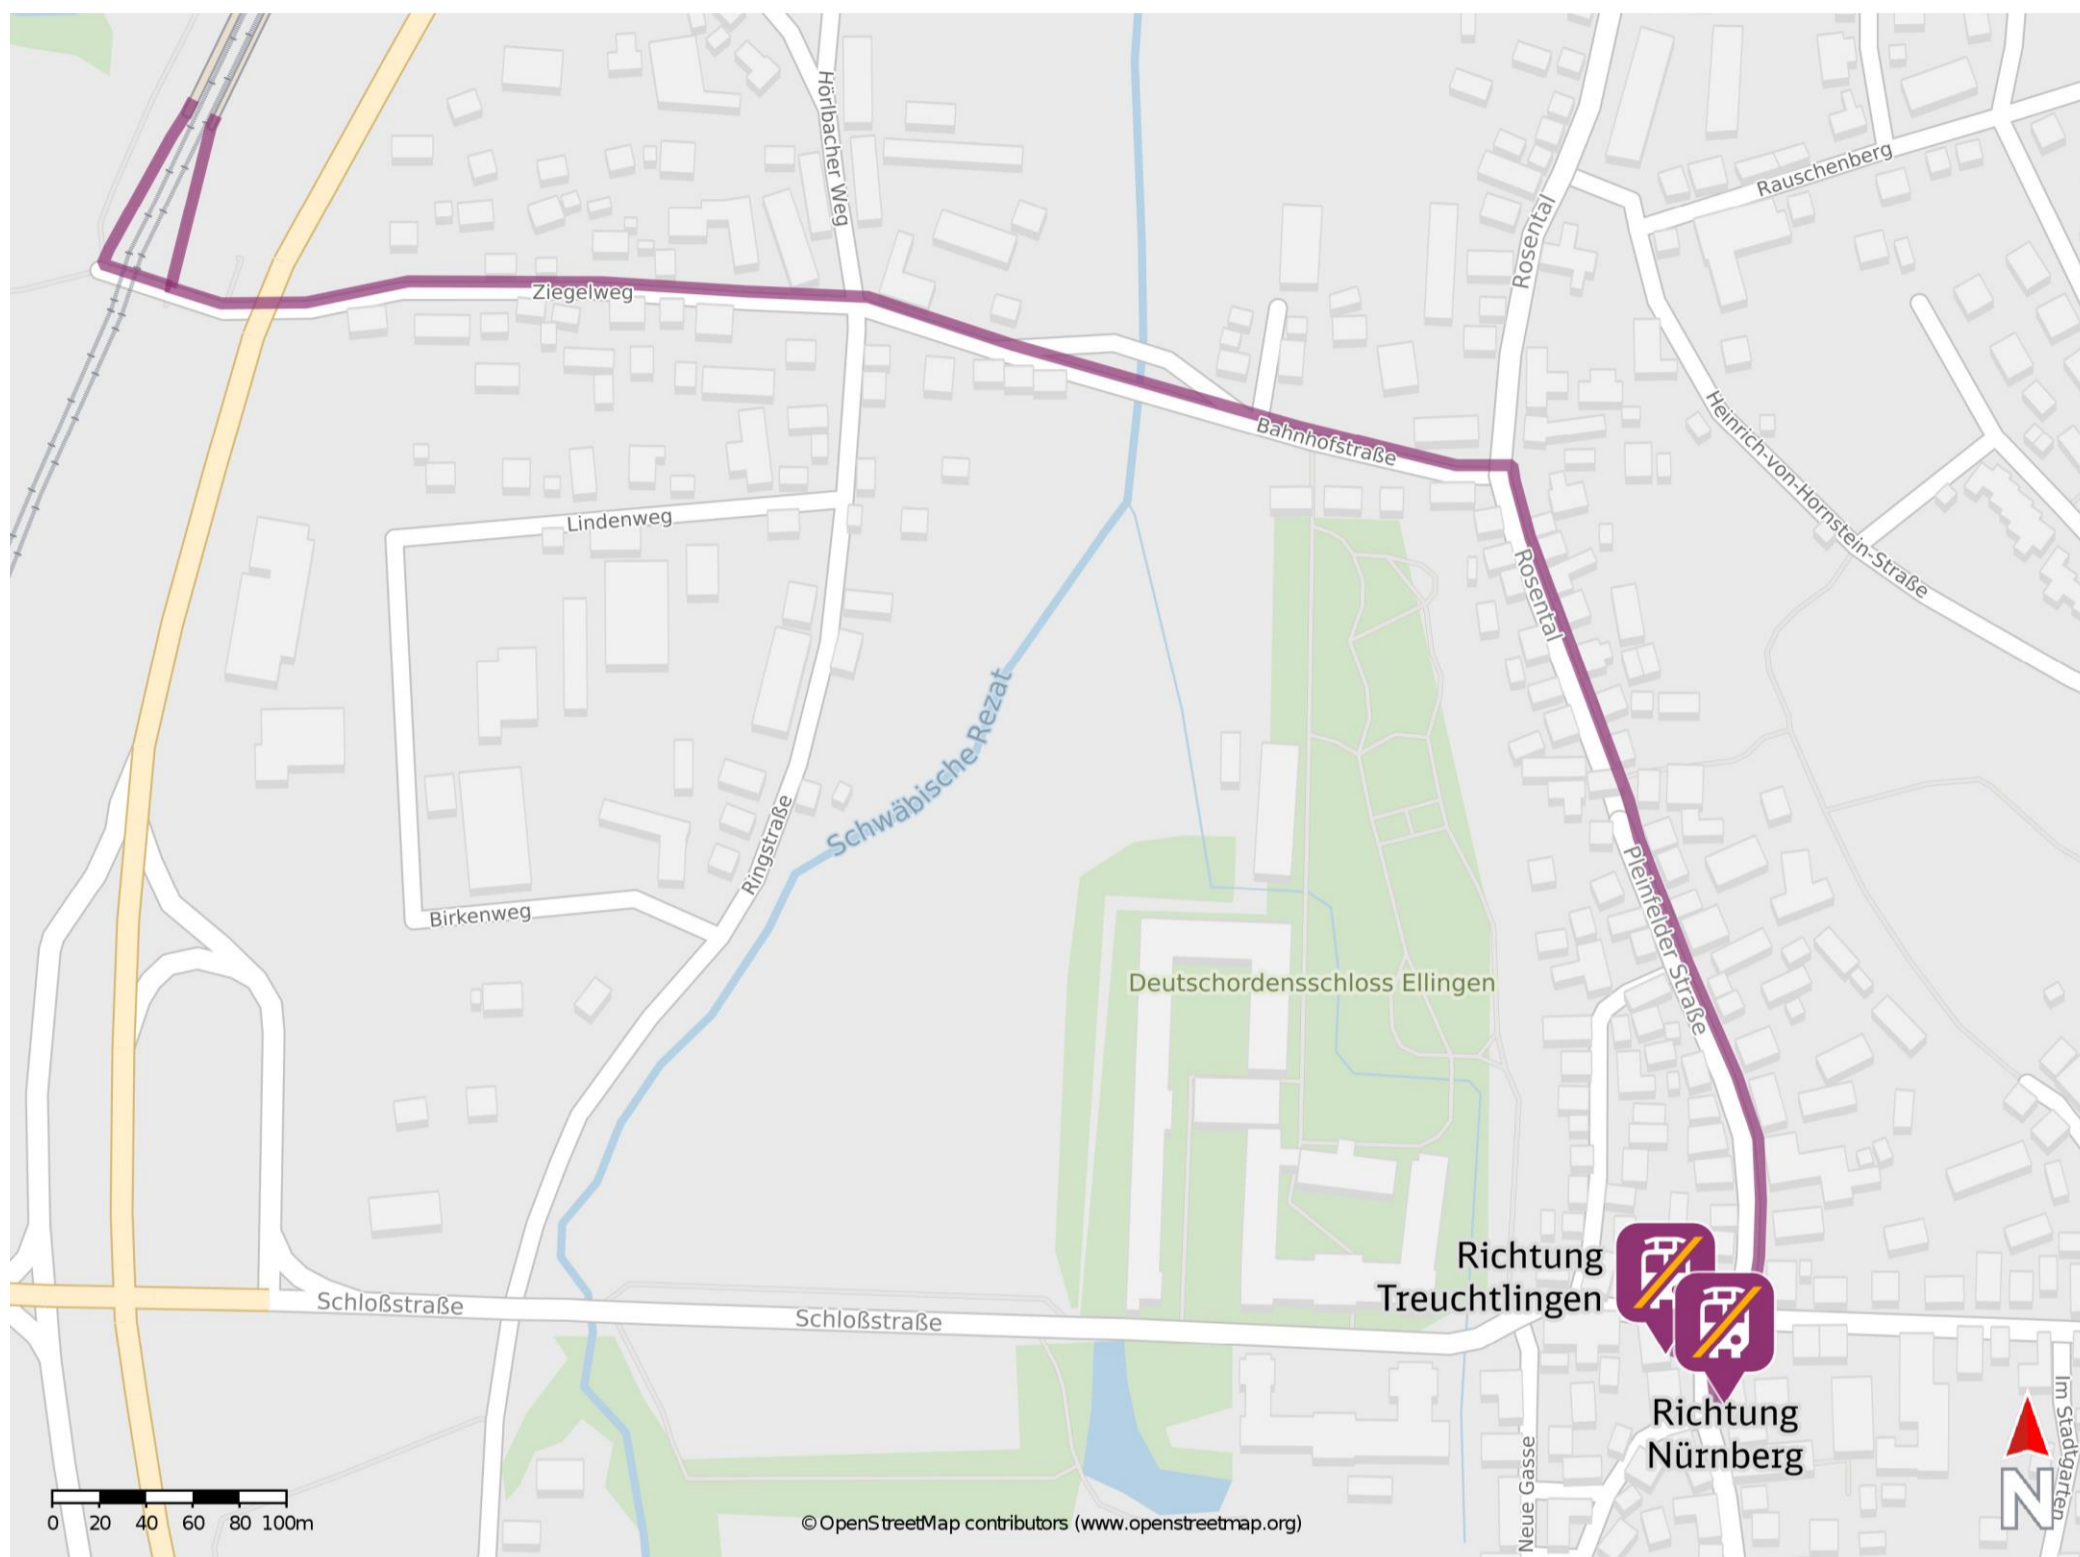 Hörlbacher Weg
Rauschenberg
Rosental
Ziegelweg
Heinrich-von-Hornstein-Straße
Bahnhofstraße
Lindenweg
Rosental
Schwäbische Rezat
Ringstraße
Pleinfelder Straße
Birkenweg
Deutschordensschloss Ellingen
Richtung
Treuchtlingen
Schloßstraße
Schloßstraße
Richtung
Nürnberg
Im Stadtgarten
Neue Gasse
N
0 20 40 60 80 100m
© OpenStreetMap contributors (www.openstreetmap.org)